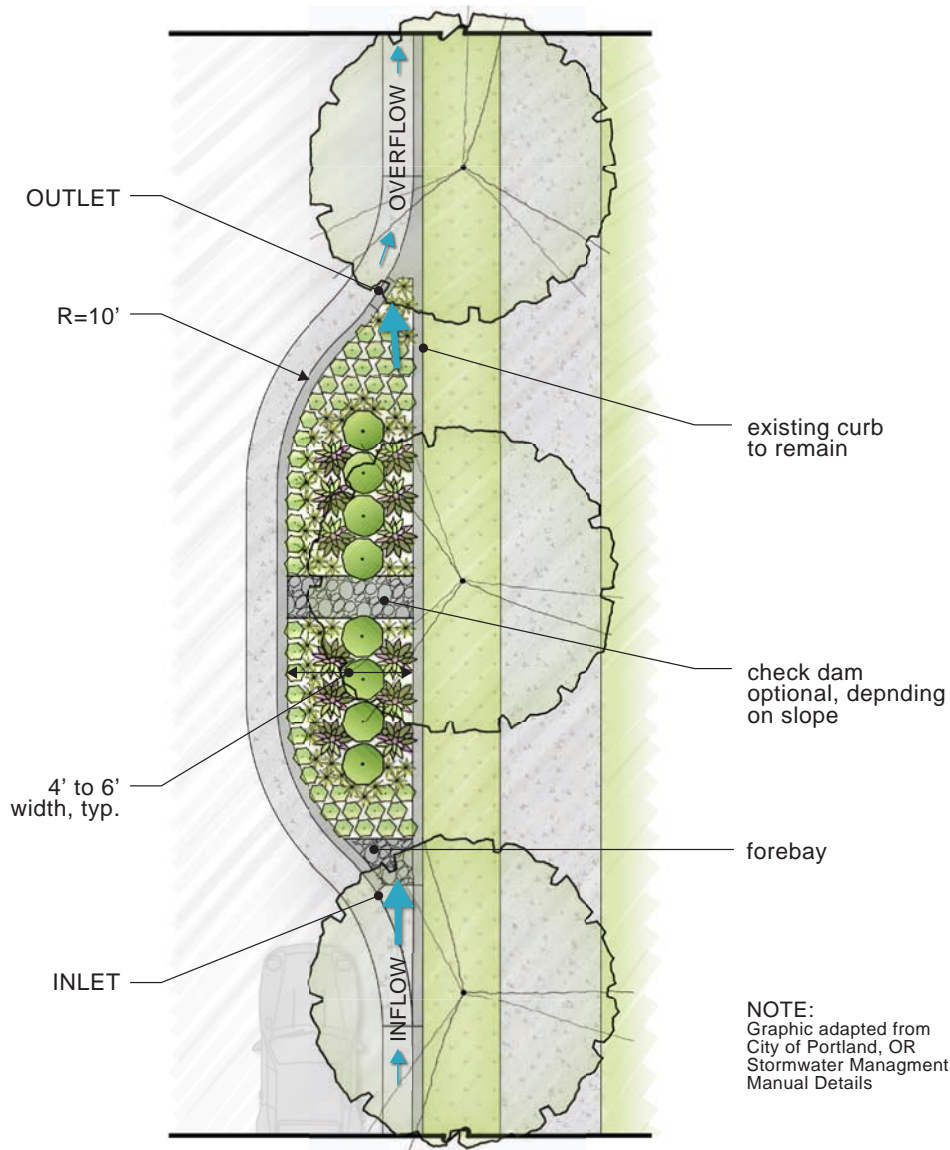 OVERFLOW
OUTLET
R=10’
existing curb
to remain
check dam
optional, depnding
on slope
4’ to 6’
width, typ.
forebay
INLET
INFLOW
NOTE:
Graphic adapted from
City of Portland, OR
Stormwater Managment
Manual Details